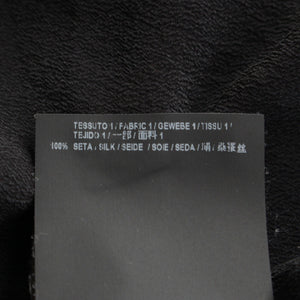 TESSUTO 1 / FABRIC 1 / GEWEBE 1 / TISSU 1 /
TEJIDO 1 / 一部 / 面料 1
100% SETA / SILK / SEIDE / SOIE / SEDA / 絹 / 桑蚕丝